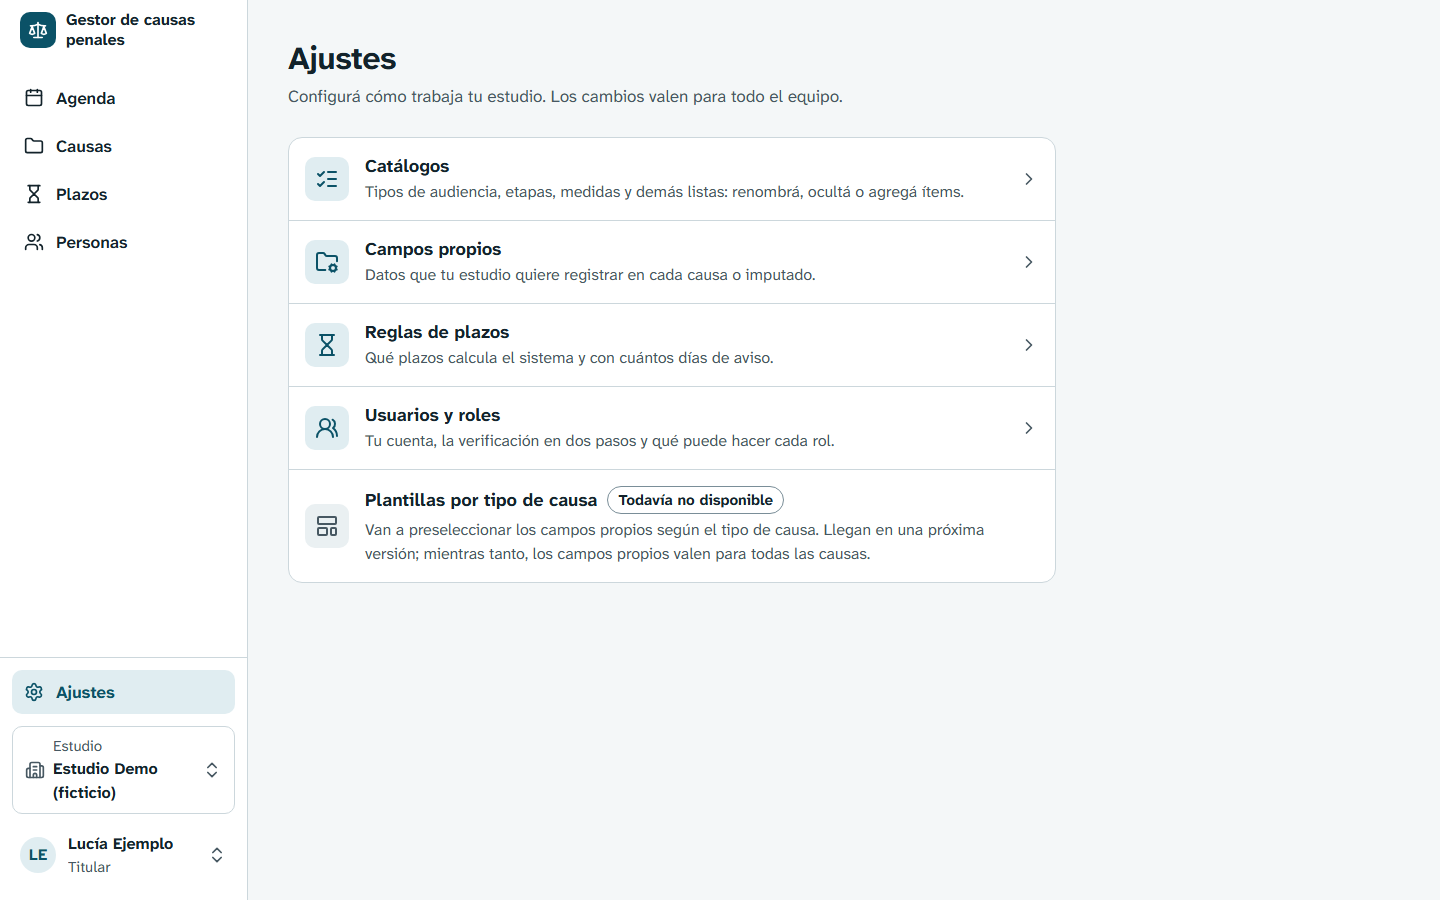 Gestor de causas
penales
Agenda
Causas
Plazos
Personas
Ajustes
Estudio
Estudio Demo
(ficticio)
LE
Lucía Ejemplo
Titular
Ajustes
Configurá cómo trabaja tu estudio. Los cambios valen para todo el equipo.
Catálogos
Tipos de audiencia, etapas, medidas y demás listas: renombrá, ocultá o agregá ítems.
Campos propios
Datos que tu estudio quiere registrar en cada causa o imputado.
Reglas de plazos
Qué plazos calcula el sistema y con cuántos días de aviso.
Usuarios y roles
Tu cuenta, la verificación en dos pasos y qué puede hacer cada rol.
Plantillas por tipo de causa Todavía no disponible
Van a preseleccionar los campos propios según el tipo de causa. Llegan en una próxima
versión; mientras tanto, los campos propios valen para todas las causas.